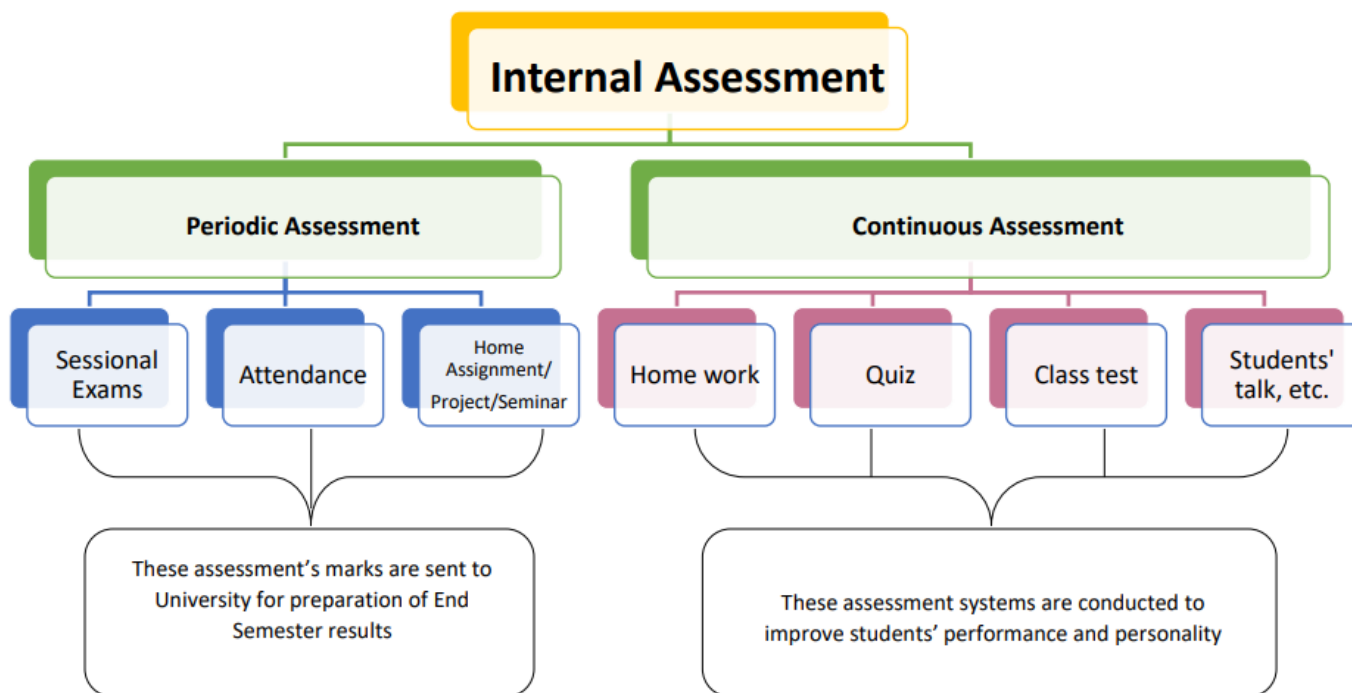 Internal Assessment
Periodic Assessment
Continuous Assessment
Sessional
Exams
Attendance
Home
Assignment/
Project/Seminar
Home work
Quiz
Class test
Students'
talk, etc.
These assessment’s marks are sent to
University for preparation of End
Semester results
These assessment systems are conducted to
improve students’ performance and personality